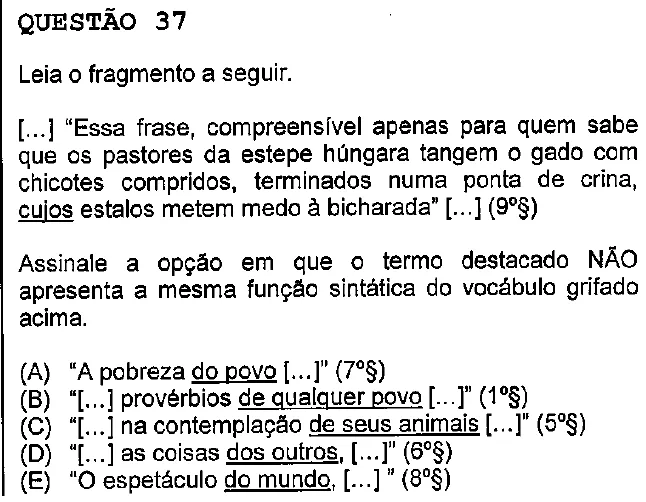 QUESTÃO 37
Leia o fragmento a seguir.
[...] “Essa frase, compreensível apenas para quem sabe
que os pastores da estepe húngara tangem o gado com
chicotes compridos, terminados numa ponta de crina,
cujos estalos metem medo à bicharada” [...] (9º§)
Assinale a opção em que o termo destacado NÃO
apresenta a mesma função sintática do vocábulo grifado
acima.
(A) “A pobreza do povo [...]” (7º§)
(B) “[...] provérbios de qualquer povo [...]” (1º§)
(C) “[...] na contemplação de seus animais [...]” (5º§)
(D) “[...] as coisas dos outros, [...]” (6º§)
(E) “O espetáculo do mundo, [...] ” (8º§)